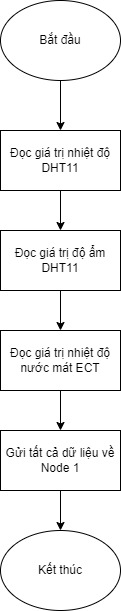 Bắt đầu
Đọc giá trị nhiệt độ
DHT11
Đọc giá trị độ ẩm
DHT11
Đọc giá trị nhiệt độ
nước mát ECT
Gửi tất cả dữ liệu về
Node 1
Kết thúc